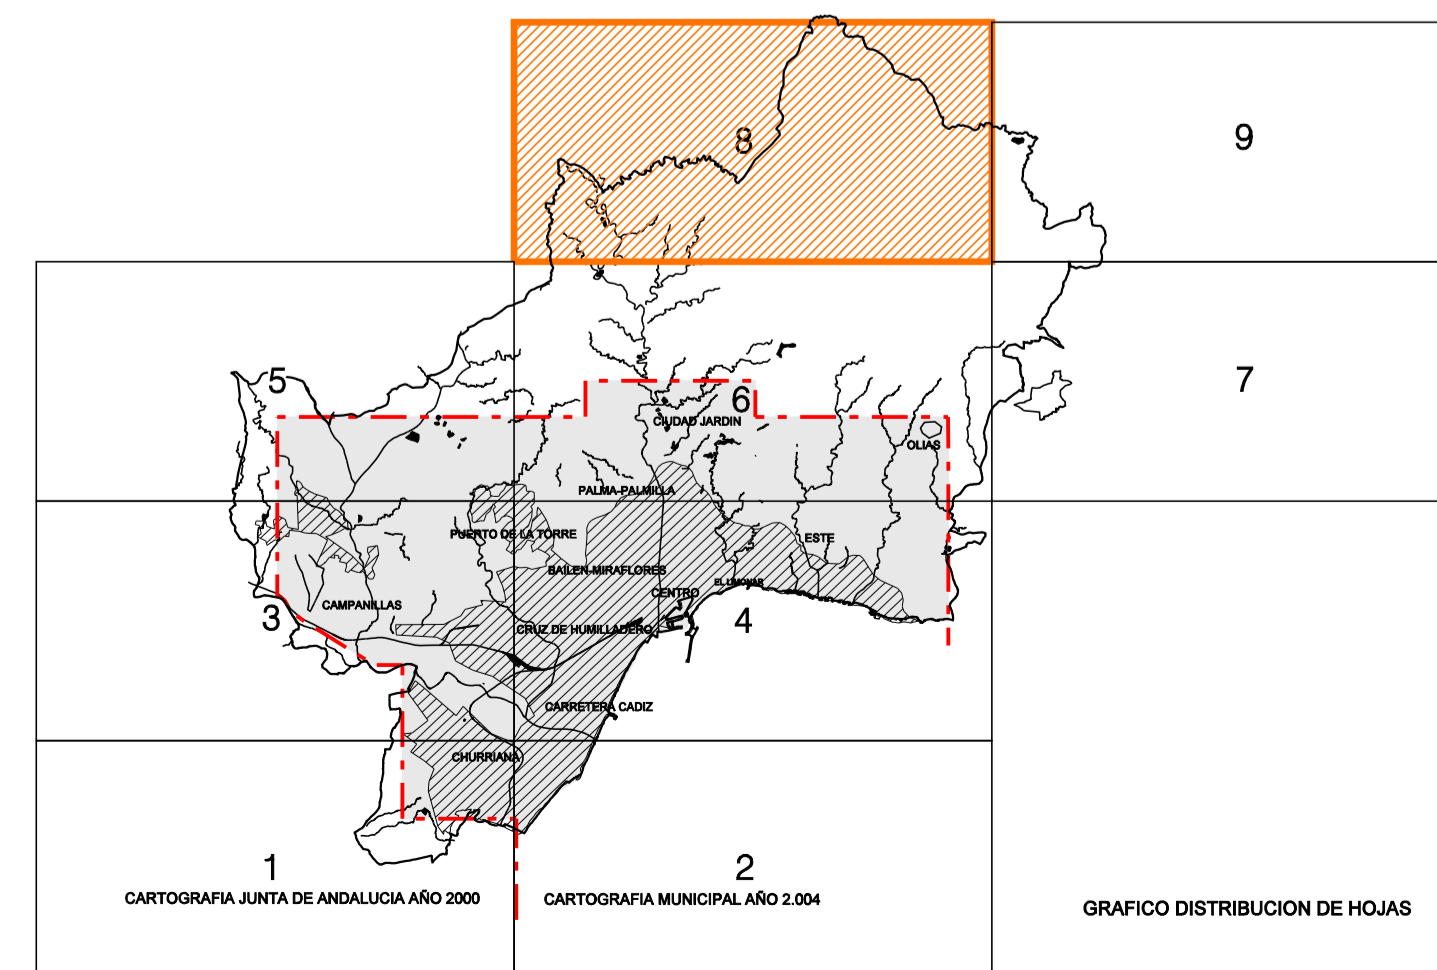 8
9
5
7
6
CIUDAD JARDIN
OLIAS
PALMA-PALMILLA
PUERTO DE LA TORRE
ESTE
BAILEN-MIRAFLORES
EL LIMONAR
CENTRO
CAMPANILLAS
3
4
CRUZ DE HUMILLADERO
CARRETERA CADIZ
CHURRIANA
1
2
CARTOGRAFIA JUNTA DE ANDALUCIA AÑO 2000
CARTOGRAFIA MUNICIPAL AÑO 2.004
GRAFICO DISTRIBUCION DE HOJAS